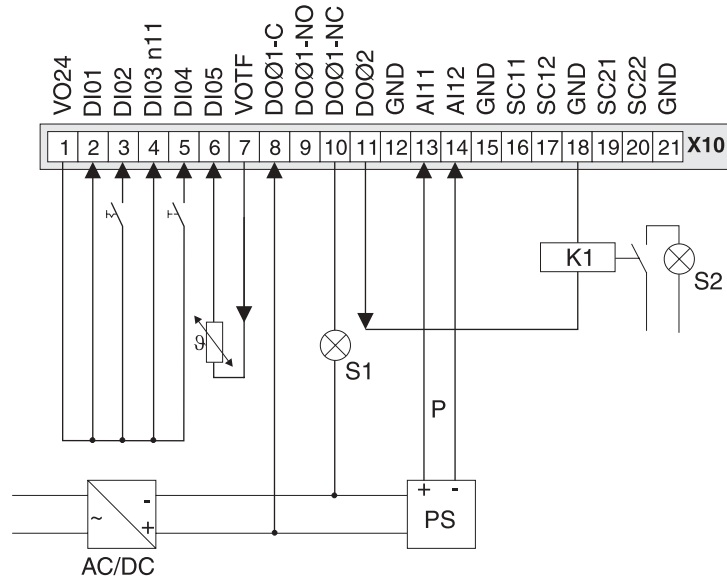 VO24 DI01 DI02 DI03 n11 DI04 DI05 VOTF DOØ1-C DOØ1-NO DOØ1-NC DOØ2 GND AI11 AI12 GND SC11 SC12 GND SC21 SC22 GND
1 2 3 4 5 6 7 8 9 10 11 12 13 14 15 16 17 18 19 20 21 X10
K1
S2
ϑ
S1
P
~ - +
+ -
PS
AC/DC